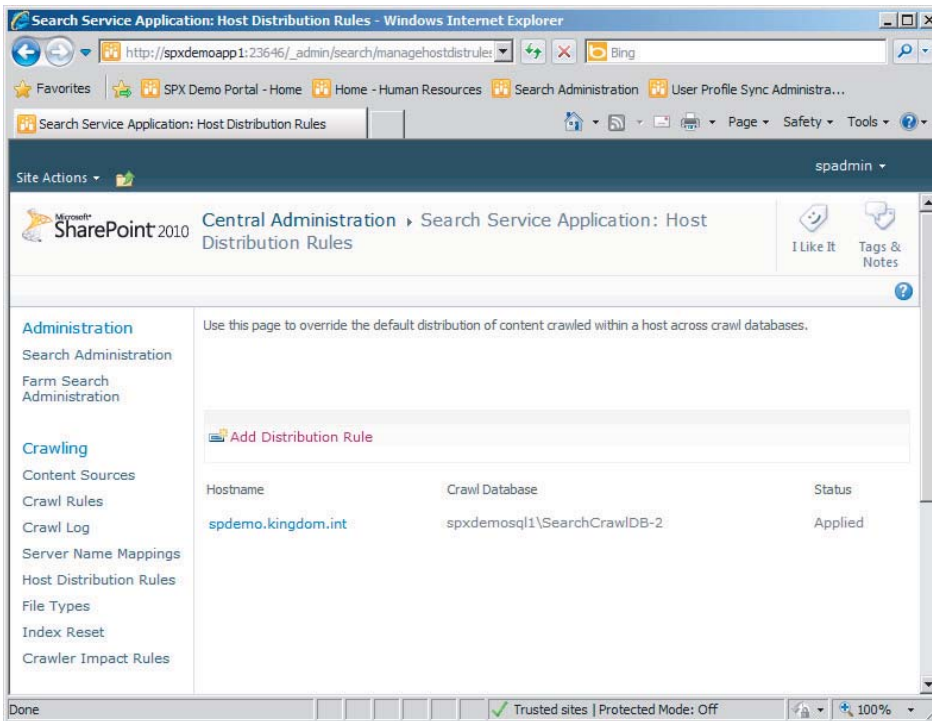 Search Service Application: Host Distribution Rules - Windows Internet Explorer
http://spxdemoapp1:23646/_admin/search/managehostdistrules
Bing
Favorites SPX Demo Portal - Home Home - Human Resources Search Administration User Profile Sync Administra...
Search Service Application: Host Distribution Rules Page Safety Tools
spadmin
Site Actions
Microsoft
SharePoint 2010
Central Administration Search Service Application: Host
Distribution Rules
I Like It
Tags &
Notes
Administration
Search Administration
Farm Search
Administration
Crawling
Content Sources
Crawl Rules
Crawl Log
Server Name Mappings
Host Distribution Rules
File Types
Index Reset
Crawler Impact Rules
Use this page to override the default distribution of content crawled within a host across crawl databases.
Add Distribution Rule
Hostname Crawl Database Status
spdemo.kingdom.int spxdemosql1\SearchCrawlDB-2 Applied
Done Trusted sites | Protected Mode: Off 100%